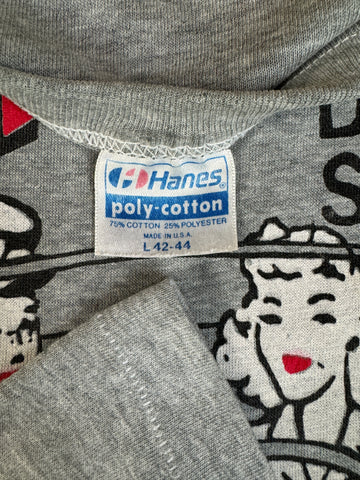 Hanes®
poly-cotton
75% COTTON 25% POLYESTER
MADE IN U.S.A.
L 42-44
S